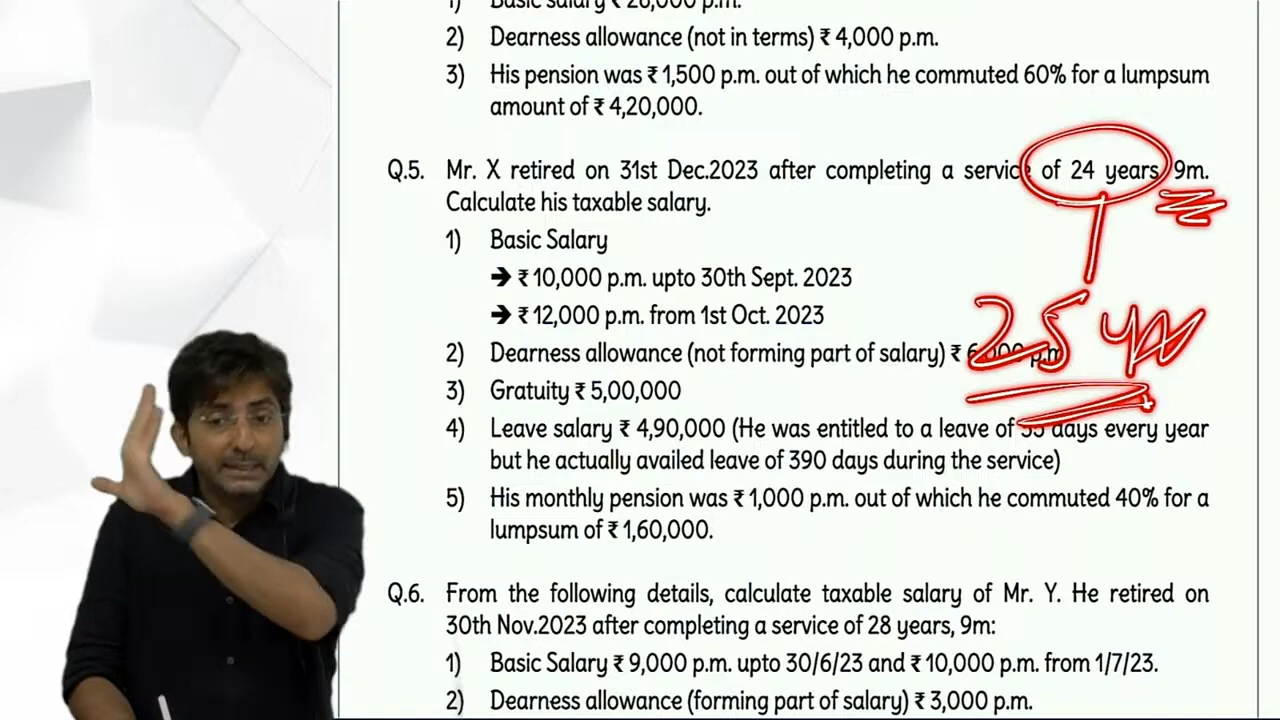 1) Basic salary ₹ 26,000 p.m.
2) Dearness allowance (not in terms) ₹ 4,000 p.m.
3) His pension was ₹ 1,500 p.m. out of which he commuted 60% for a lumpsum
amount of ₹ 4,20,000.
Q.5. Mr. X retired on 31st Dec.2023 after completing a service of 24 years, 9m.
Calculate his taxable salary.
1) Basic Salary
➔ ₹ 10,000 p.m. upto 30th Sept. 2023
➔ ₹ 12,000 p.m. from 1st Oct. 2023
25 yrs
2) Dearness allowance (not forming part of salary) ₹ 6,000 p.m.
3) Gratuity ₹ 5,00,000
4) Leave salary ₹ 4,90,000 (He was entitled to a leave of days every year
but he actually availed leave of 390 days during the service)
5) His monthly pension was ₹ 1,000 p.m. out of which he commuted 40% for a
lumpsum of ₹ 1,60,000.
Q.6. From the following details, calculate taxable salary of Mr. Y. He retired on
30th Nov.2023 after completing a service of 28 years, 9m:
1) Basic Salary ₹ 9,000 p.m. upto 30/6/23 and ₹ 10,000 p.m. from 1/7/23.
2) Dearness allowance (forming part of salary) ₹ 3,000 p.m.